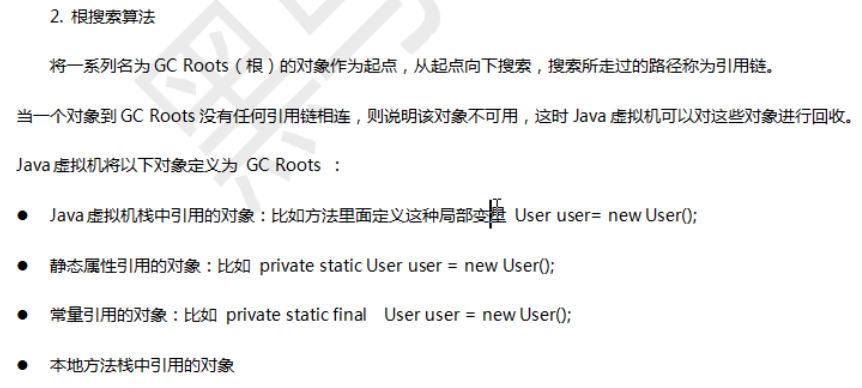 2. 根搜索算法
将一系列名为 GC Roots（根）的对象作为起点，从起点向下搜索，搜索所走过的路径称为引用链。
当一个对象到 GC Roots 没有任何引用链相连，则说明该对象不可用，这时 Java 虚拟机可以对这些对象进行回收。
Java 虚拟机将以下对象定义为 GC Roots ：
● Java 虚拟机栈中引用的对象：比如方法里面定义这种局部变量 User user= new User();
● 静态属性引用的对象：比如 private static User user = new User();
● 常量引用的对象：比如 private static final User user = new User();
● 本地方法栈中引用的对象